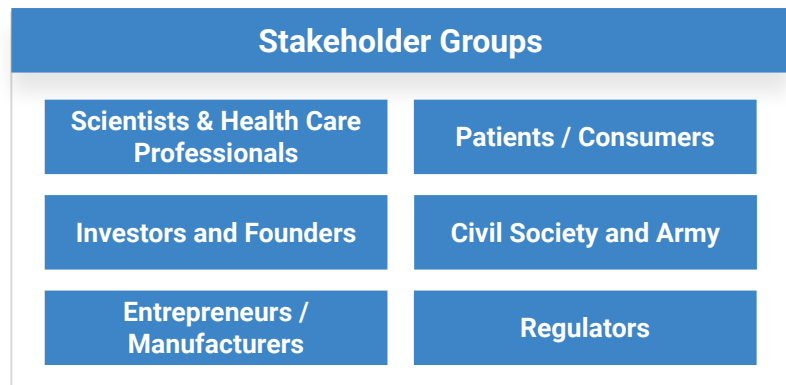 Stakeholder Groups
Scientists & Health Care
Professionals
Patients / Consumers
Investors and Founders
Civil Society and Army
Entrepreneurs /
Manufacturers
Regulators